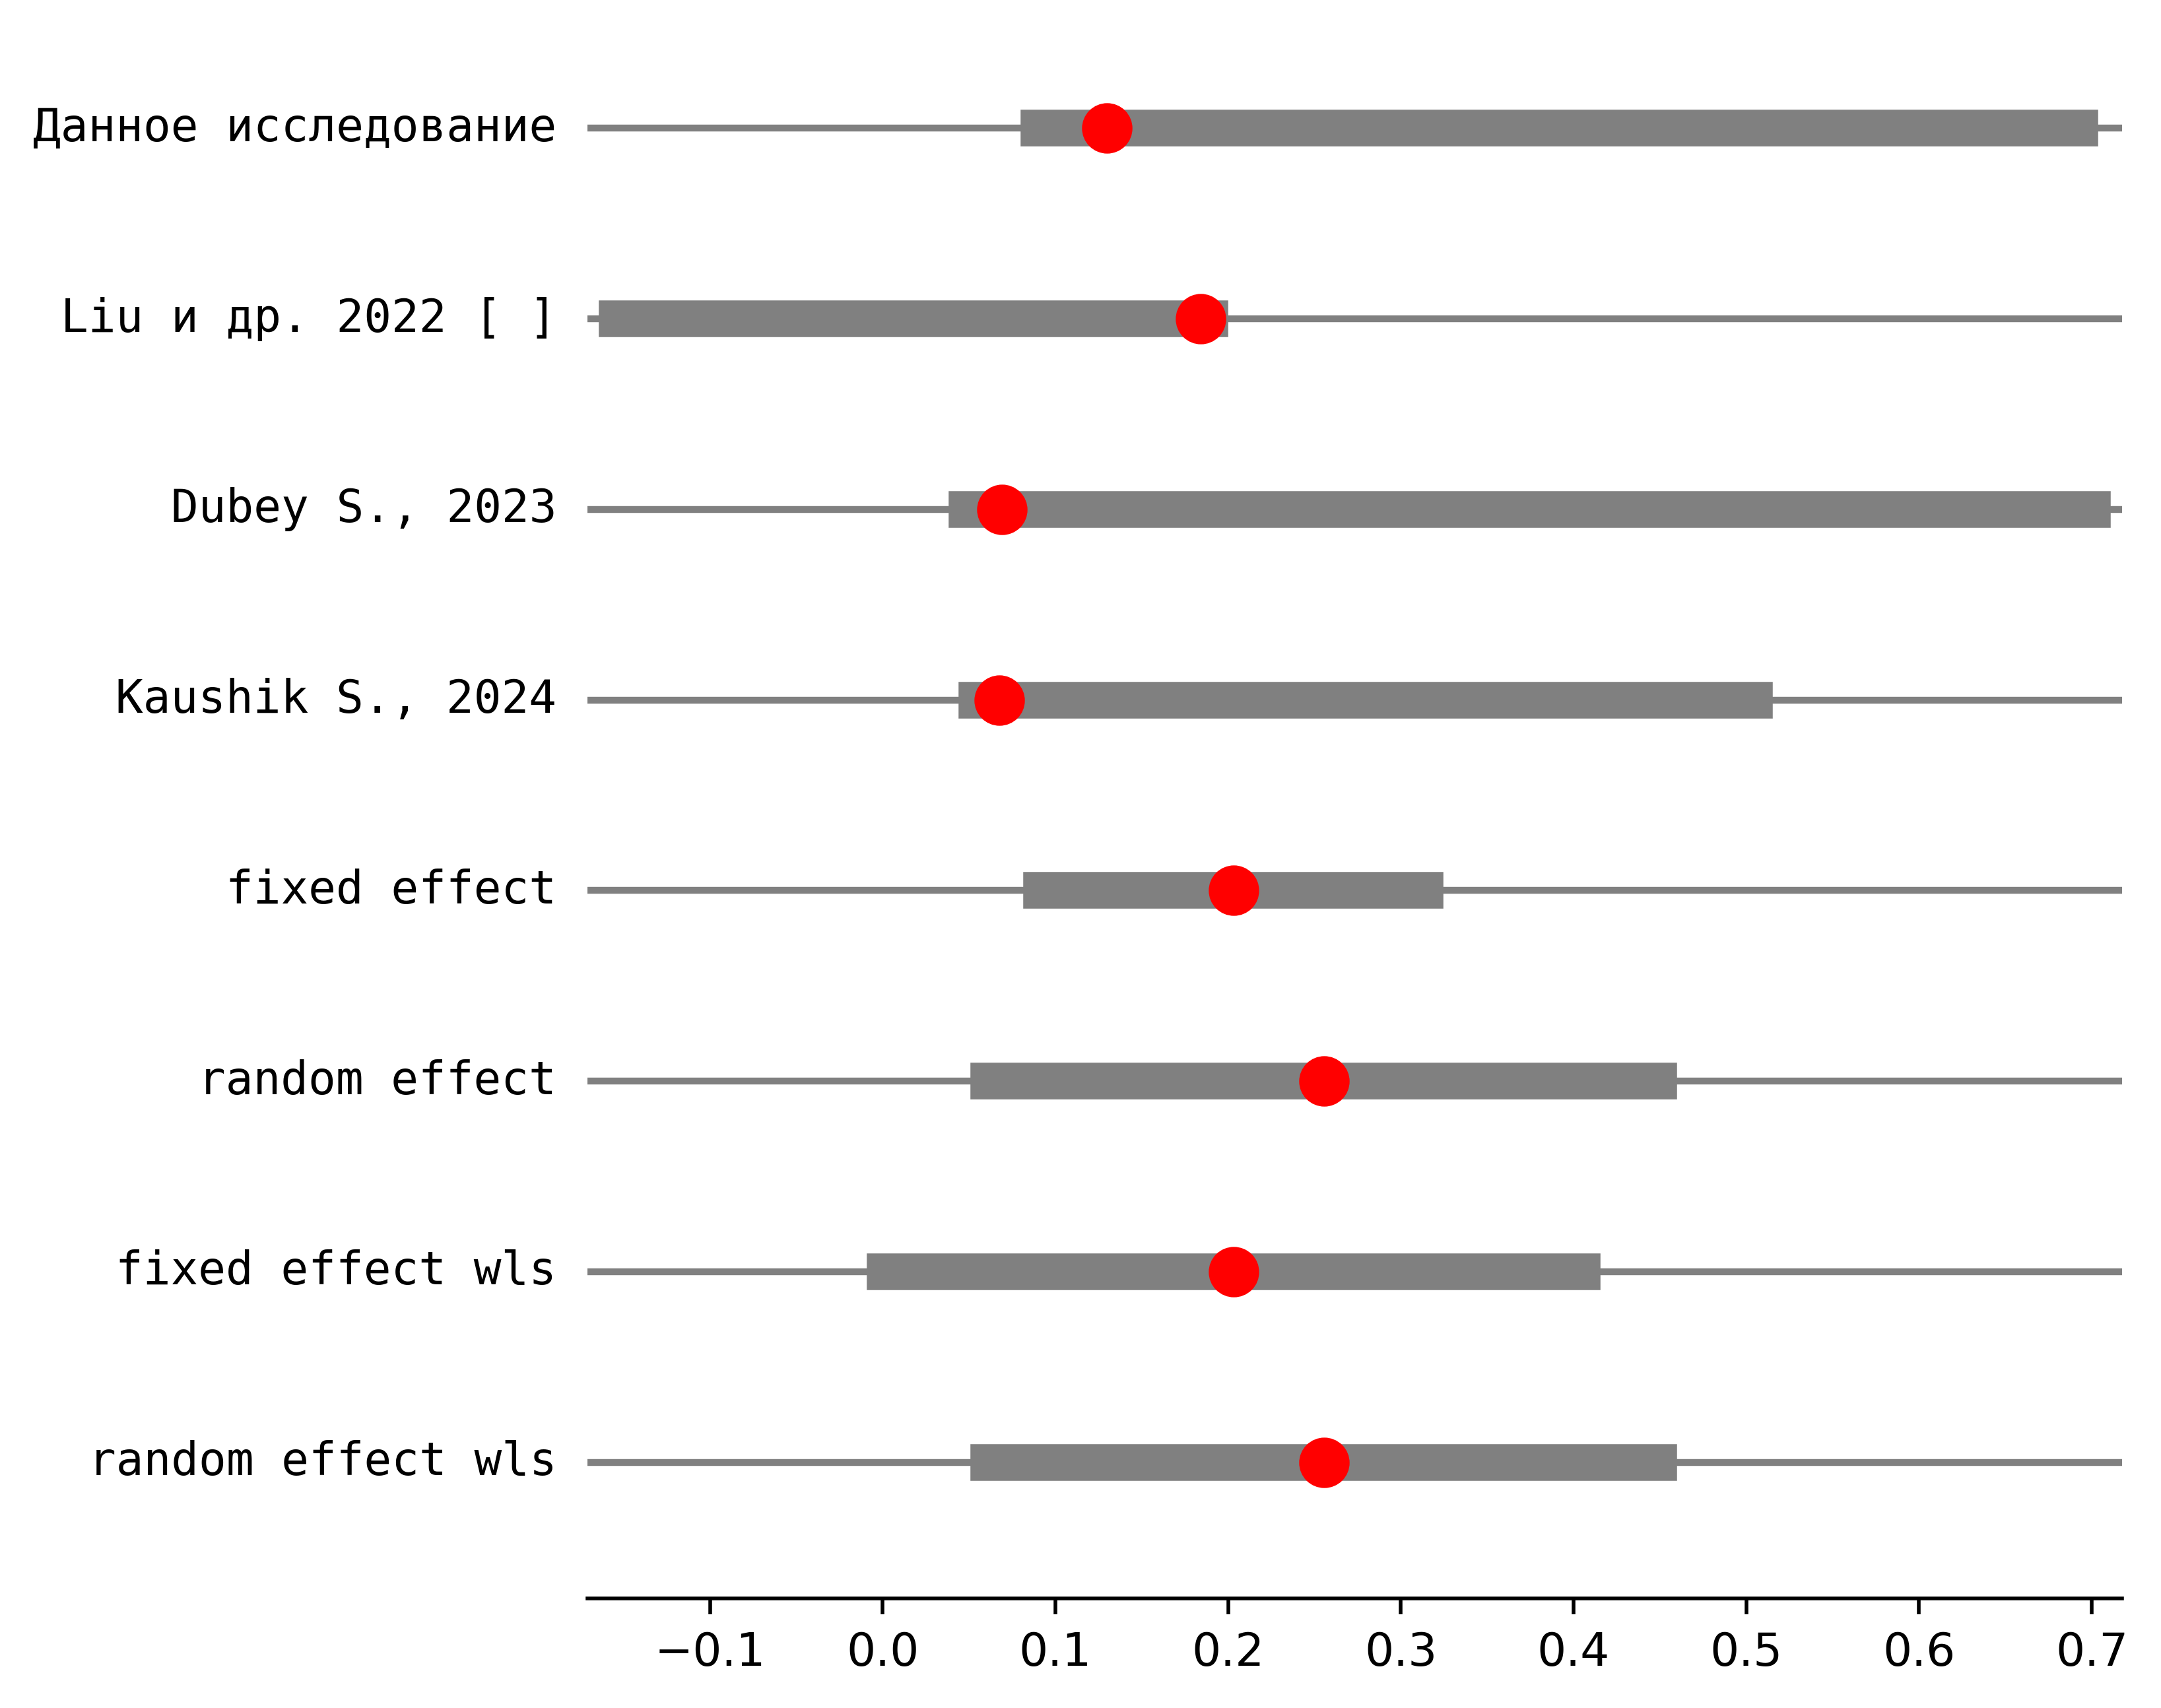 Данное исследование
Liu и др. 2022 [ ]
Dubey S., 2023
Kaushik S., 2024
fixed effect
random effect
fixed effect wls
random effect wls
−0.1 0.0 0.1 0.2 0.3 0.4 0.5 0.6 0.7